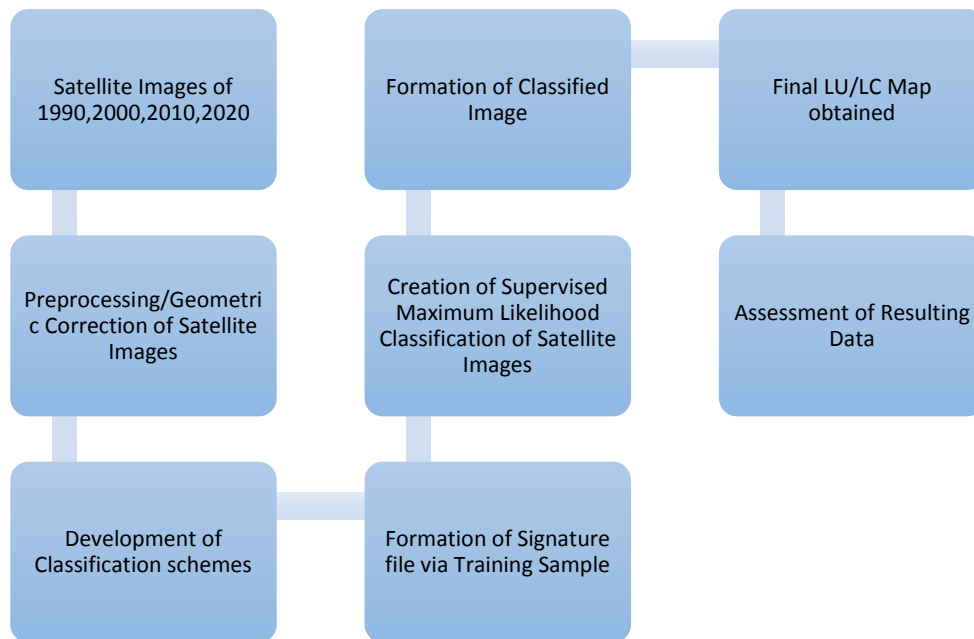 Satellite Images of
1990,2000,2010,2020
Preprocessing/Geometri
c Correction of Satellite
Images
Development of
Classification schemes
Formation of Signature
file via Training Sample
Creation of Supervised
Maximum Likelihood
Classification of Satellite
Images
Formation of Classified
Image
Final LU/LC Map
obtained
Assessment of Resulting
Data